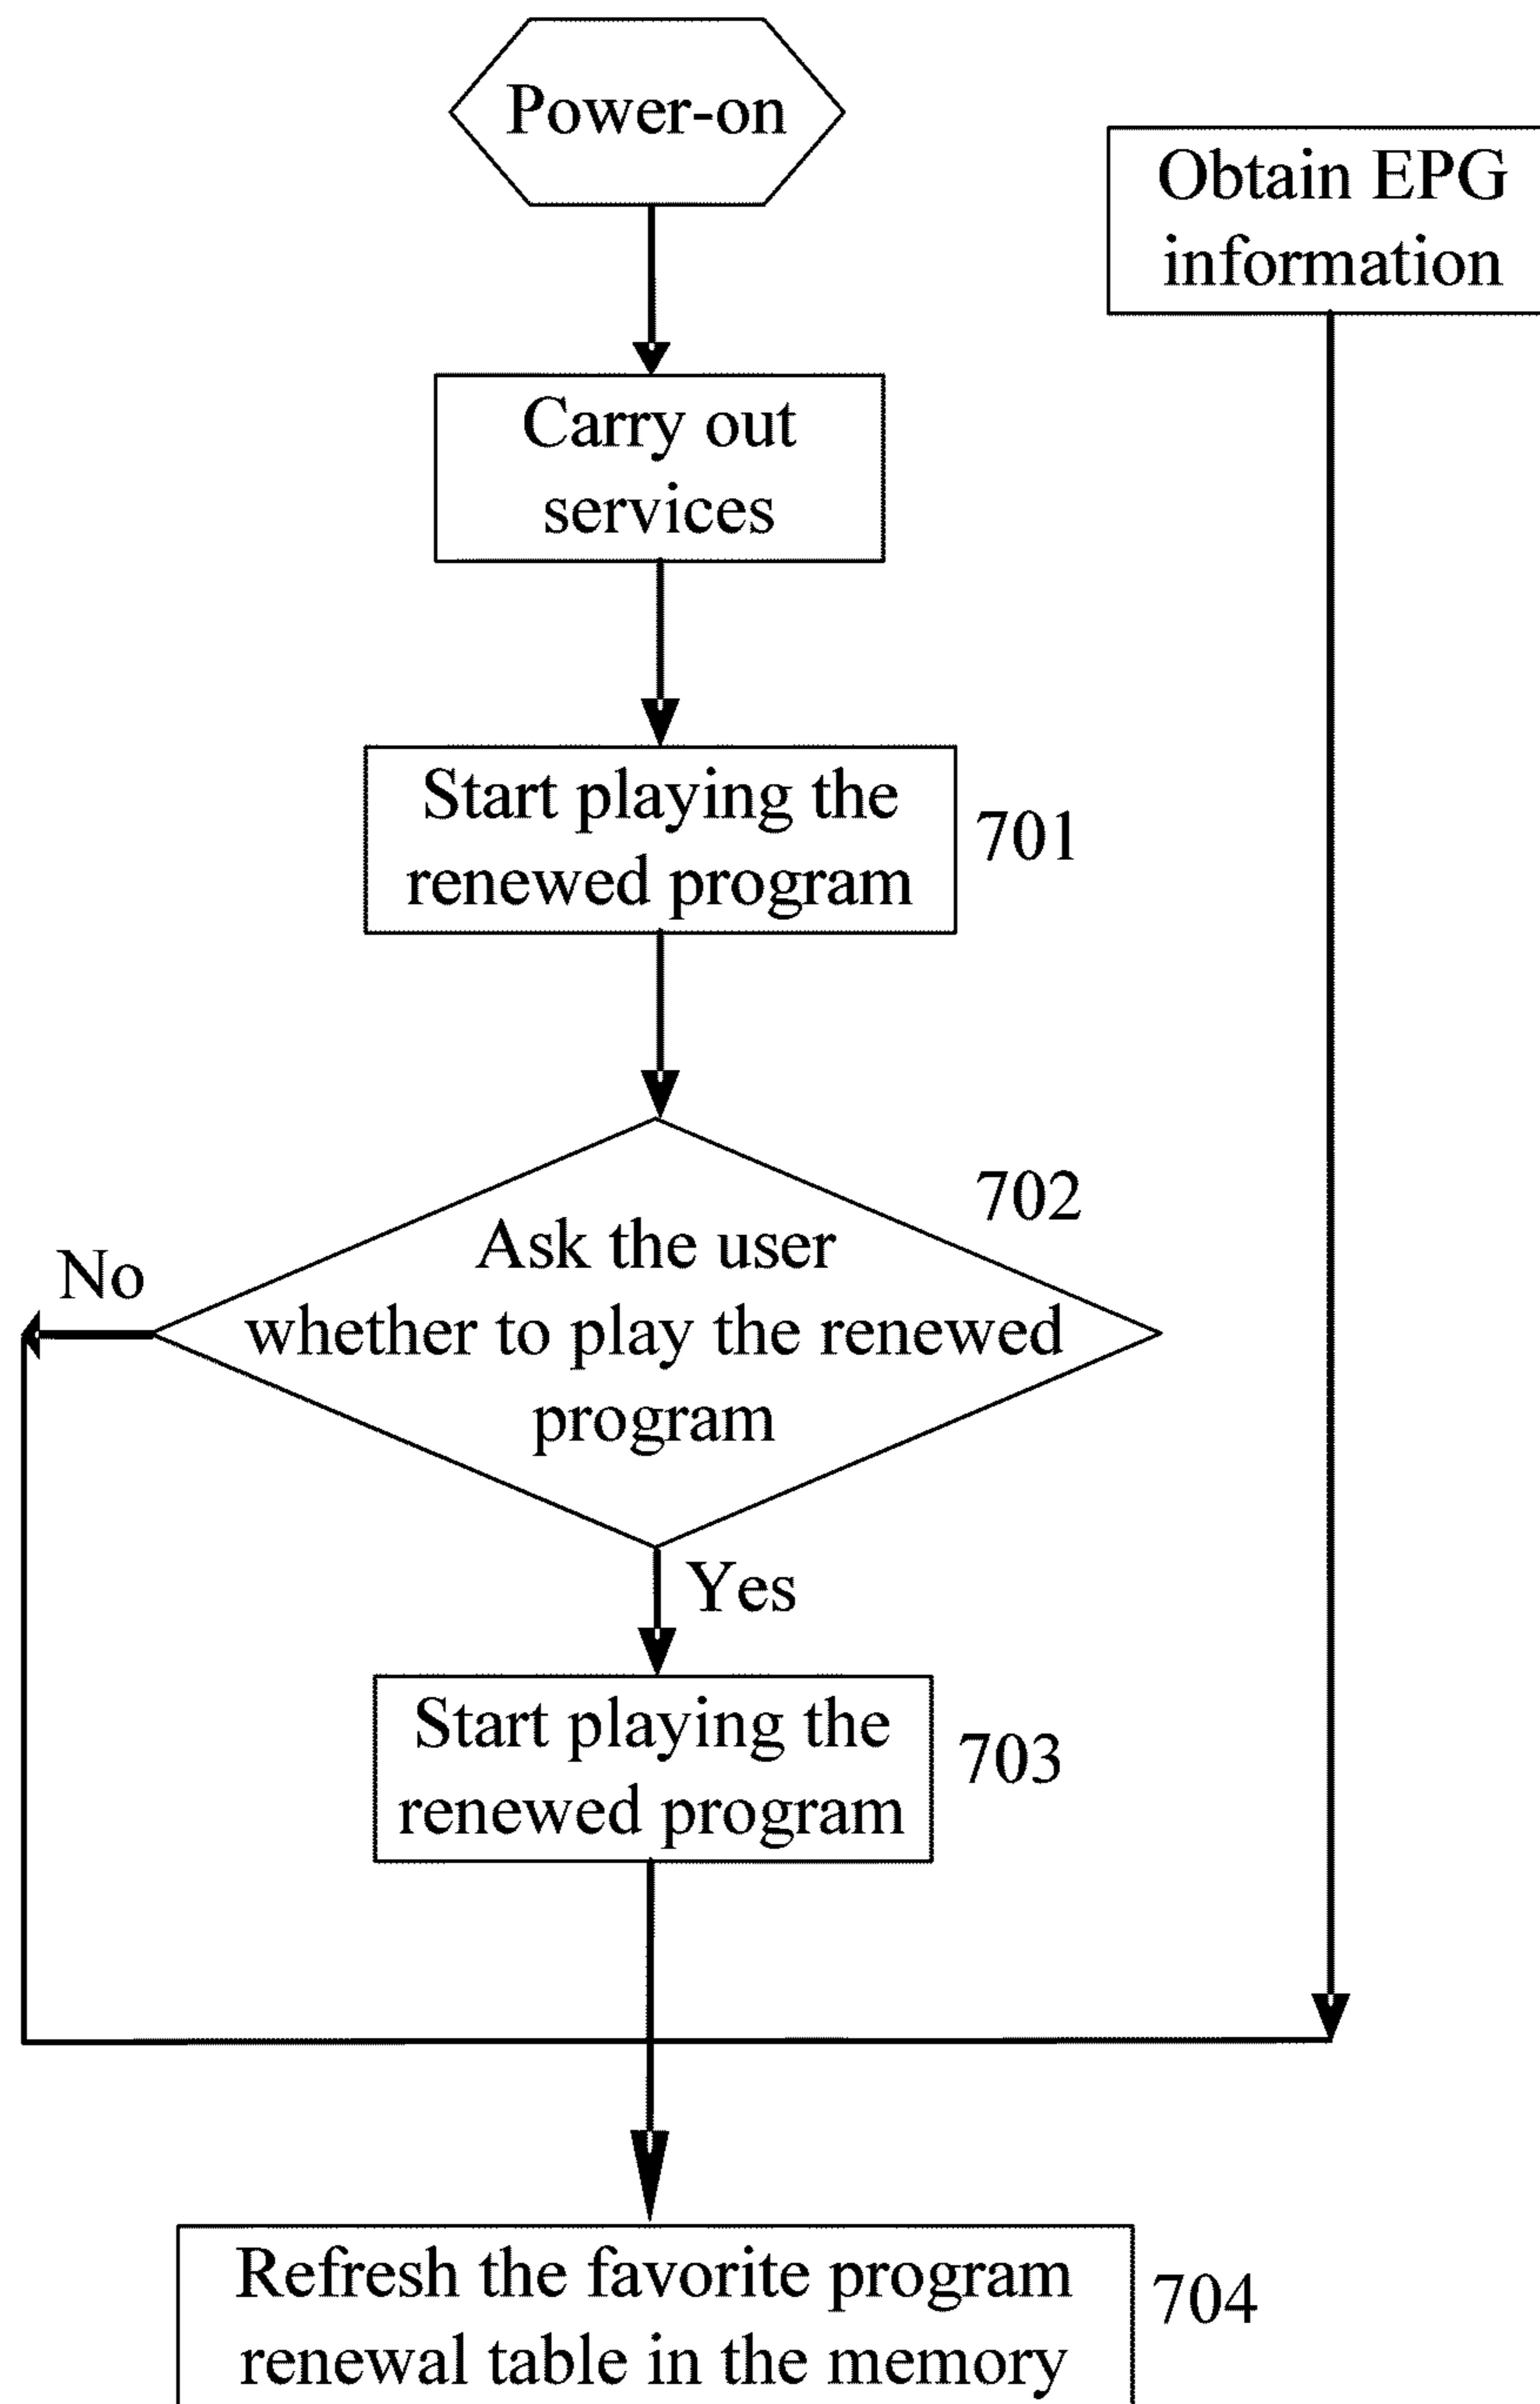 Power-on
Obtain EPG
information
Carry out
services
Start playing the
renewed program
701
702
Ask the user
whether to play the renewed
program
No
Yes
Start playing the
renewed program
703
Refresh the favorite program
renewal table in the memory
704